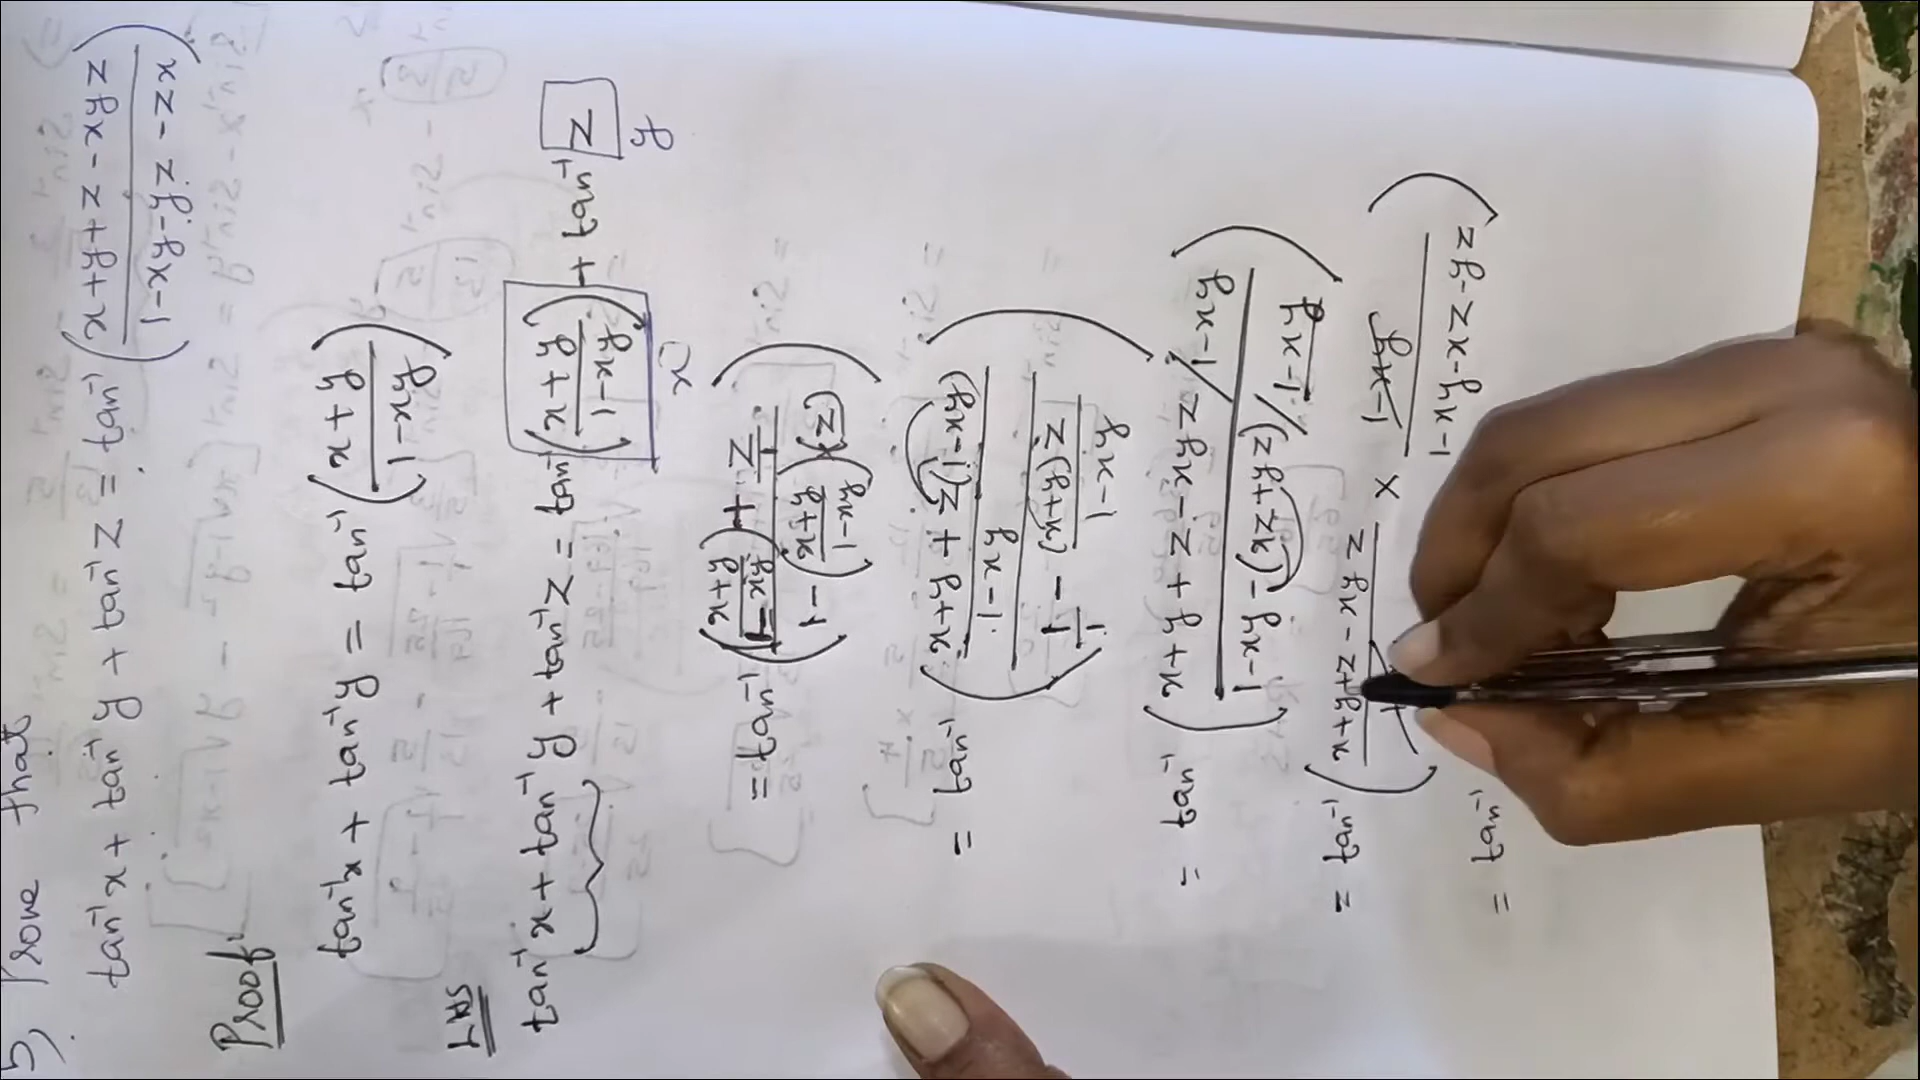 5) Prove that
tan⁻¹x + tan⁻¹y + tan⁻¹z = tan⁻¹((x+y+z-xyz)/(1-xy-yz-xz))
Proof
tan⁻¹x + tan⁻¹y = tan⁻¹((x+y)/(1-xy))
LHS
tan⁻¹x + tan⁻¹y + tan⁻¹z = tan⁻¹((x+y)/(1-xy)) + tan⁻¹ z
x y
= tan⁻¹(((x+y)/(1-xy) + z/1)/(1-((x+y)/(1-xy))(z)))
= tan⁻¹(((x+y+z(1-xy))/(1-xy))/(1/1 - (x+y)z/(1-xy)))
= tan⁻¹(((x+y+z-xyz)/(1-xy))/((1-xy-(xz+yz))/(1-xy)))
= tan⁻¹((x+y+z-xyz)/ × (1-xy)/(1-xy-xz-yz))
= tan⁻¹